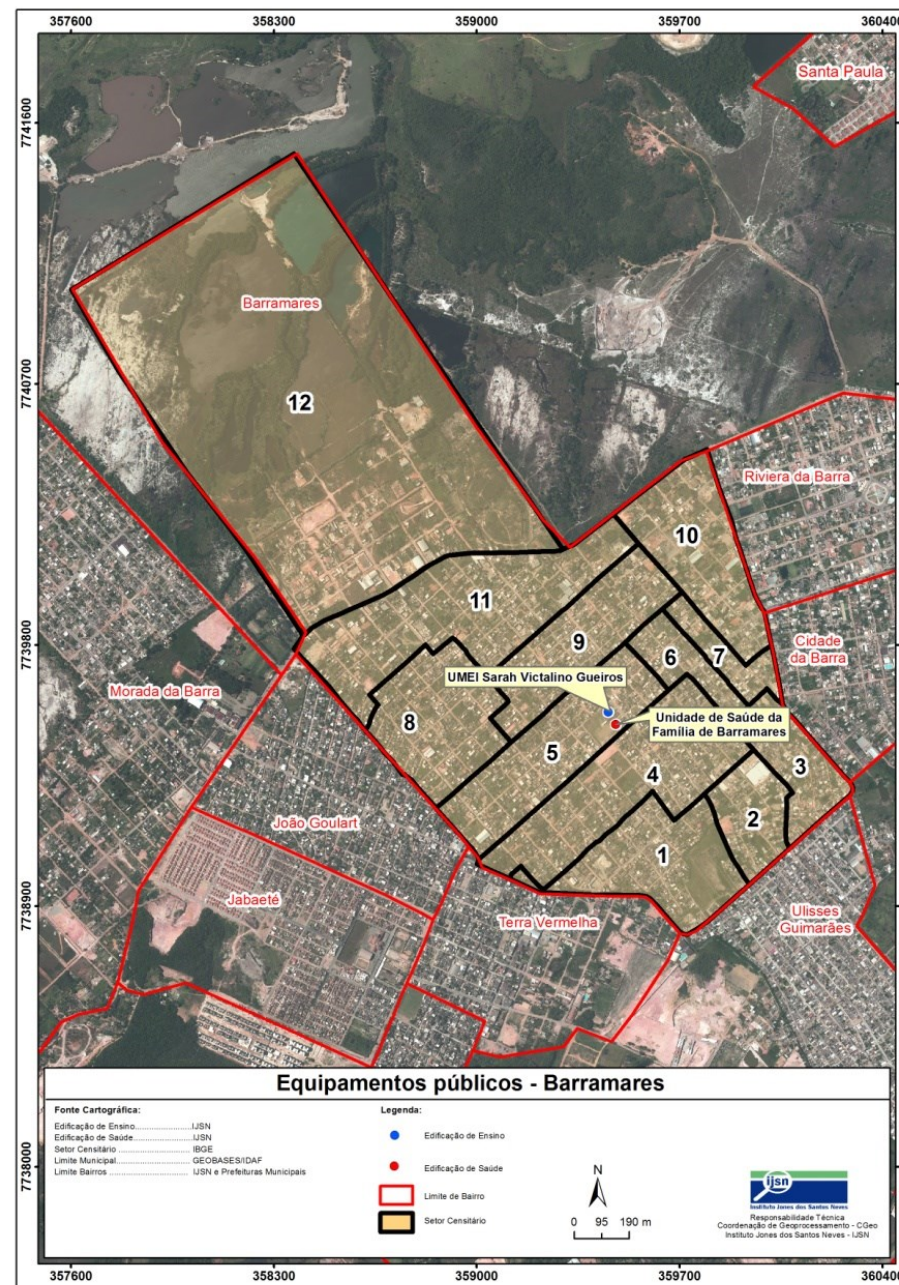 357600 358300 359000 359700 360400
7741600
Santa Paula
Barramares
7740700
12
Riviera da Barra
10
11
7739800
9
6
7
Cidade
da Barra
UMEI Sarah Victalino Gueiros
Morada da Barra
8
Unidade de Saúde da
Família de Barramares
5
4
3
2
João Goulart
1
7738900
Jabaeté
Terra Vermelha
Ulisses
Guimarães
Equipamentos públicos - Barramares
Fonte Cartográfica:
Edificação de Ensino......................IJSN
Edificação de Saúde......................IJSN
Setor Censitário ......................... IBGE
Limite Municipal......................... GEOBASES/IDAF
Limite Bairros ........................... IJSN e Prefeituras Municipais
Legenda:
Edificação de Ensino
Edificação de Saúde
Limite de Bairro
Setor Censitário
N
0 95 190 m
ijsn
Instituto Jones dos Santos Neves
Responsabilidade Técnica
Coordenação de Geoprocessamento - CGeo
Instituto Jones dos Santos Neves - IJSN
7738000
357600 358300 359000 359700 360400